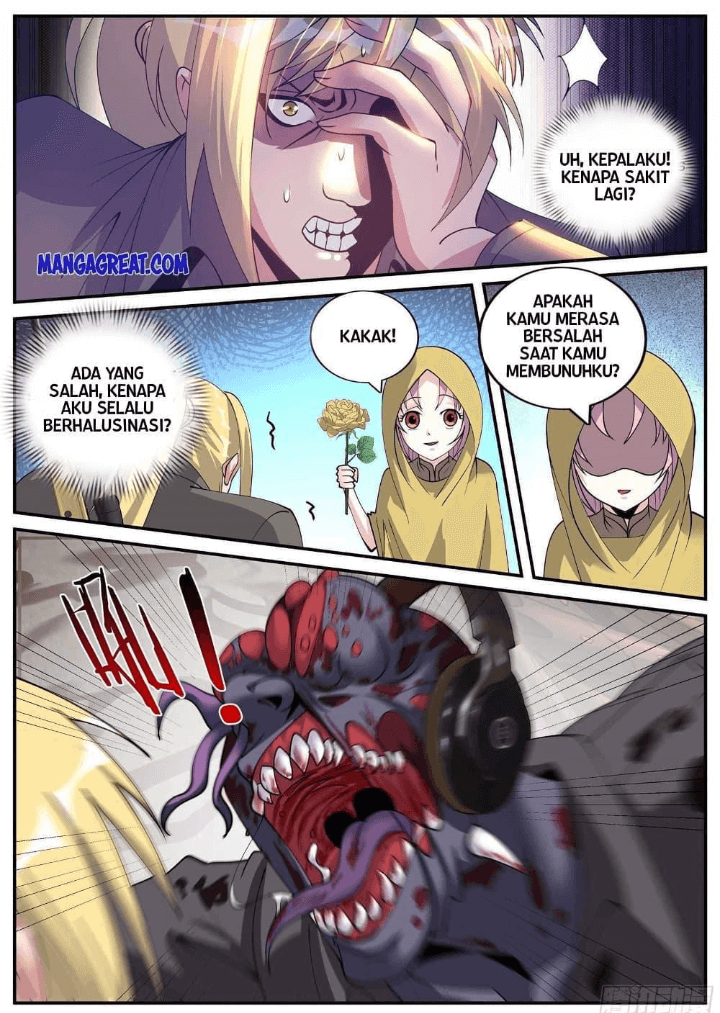 UH, KEPALAKU!
KENAPA SAKIT
LAGI?
MANGAGREAT.COM
ADA YANG
SALAH, KENAPA
AKU SELALU
BERHALUSINASI?
KAKAK!
APAKAH
KAMU MERASA
BERSALAH
SAAT KAMU
MEMBUNUHKU?